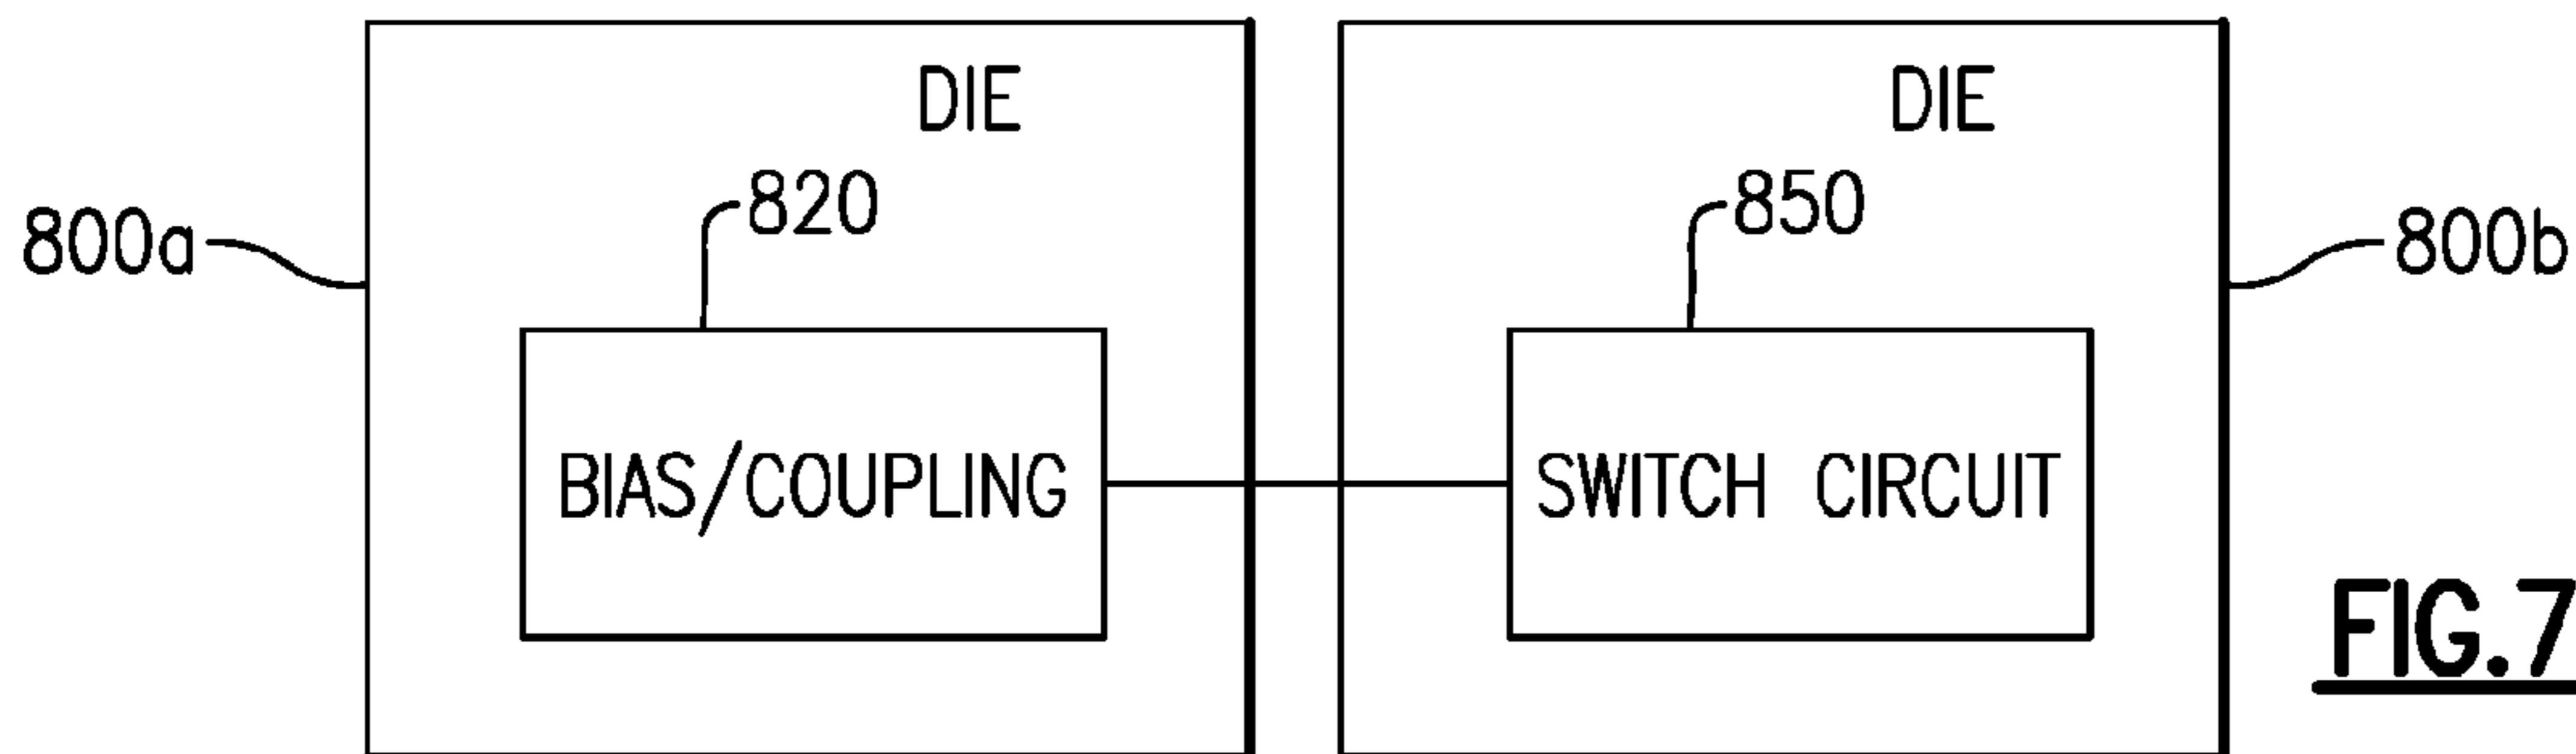 DIE
DIE
820
850
800a
800b
BIAS/COUPLING
SWITCH CIRCUIT
FIG.7